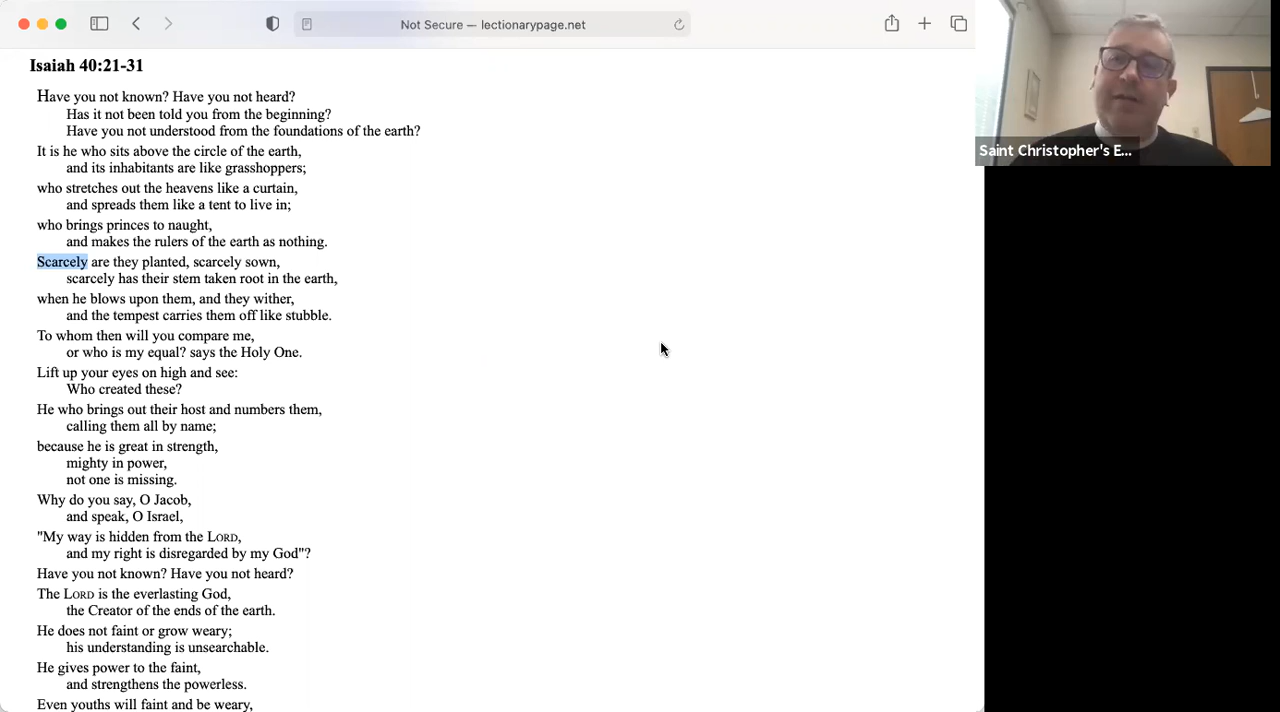 Not Secure — lectionarypage.net
Isaiah 40:21-31
Have you not known? Have you not heard?
Has it not been told you from the beginning?
Have you not understood from the foundations of the earth?
It is he who sits above the circle of the earth,
and its inhabitants are like grasshoppers;
who stretches out the heavens like a curtain,
and spreads them like a tent to live in;
who brings princes to naught,
and makes the rulers of the earth as nothing.
Scarcely are they planted, scarcely sown,
scarcely has their stem taken root in the earth,
when he blows upon them, and they wither,
and the tempest carries them off like stubble.
To whom then will you compare me,
or who is my equal? says the Holy One.
Lift up your eyes on high and see:
Who created these?
He who brings out their host and numbers them,
calling them all by name;
because he is great in strength,
mighty in power,
not one is missing.
Why do you say, O Jacob,
and speak, O Israel,
"My way is hidden from the LORD,
and my right is disregarded by my God"?
Have you not known? Have you not heard?
The LORD is the everlasting God,
the Creator of the ends of the earth.
He does not faint or grow weary;
his understanding is unsearchable.
He gives power to the faint,
and strengthens the powerless.
Even youths will faint and be weary,
Saint Christopher's E...